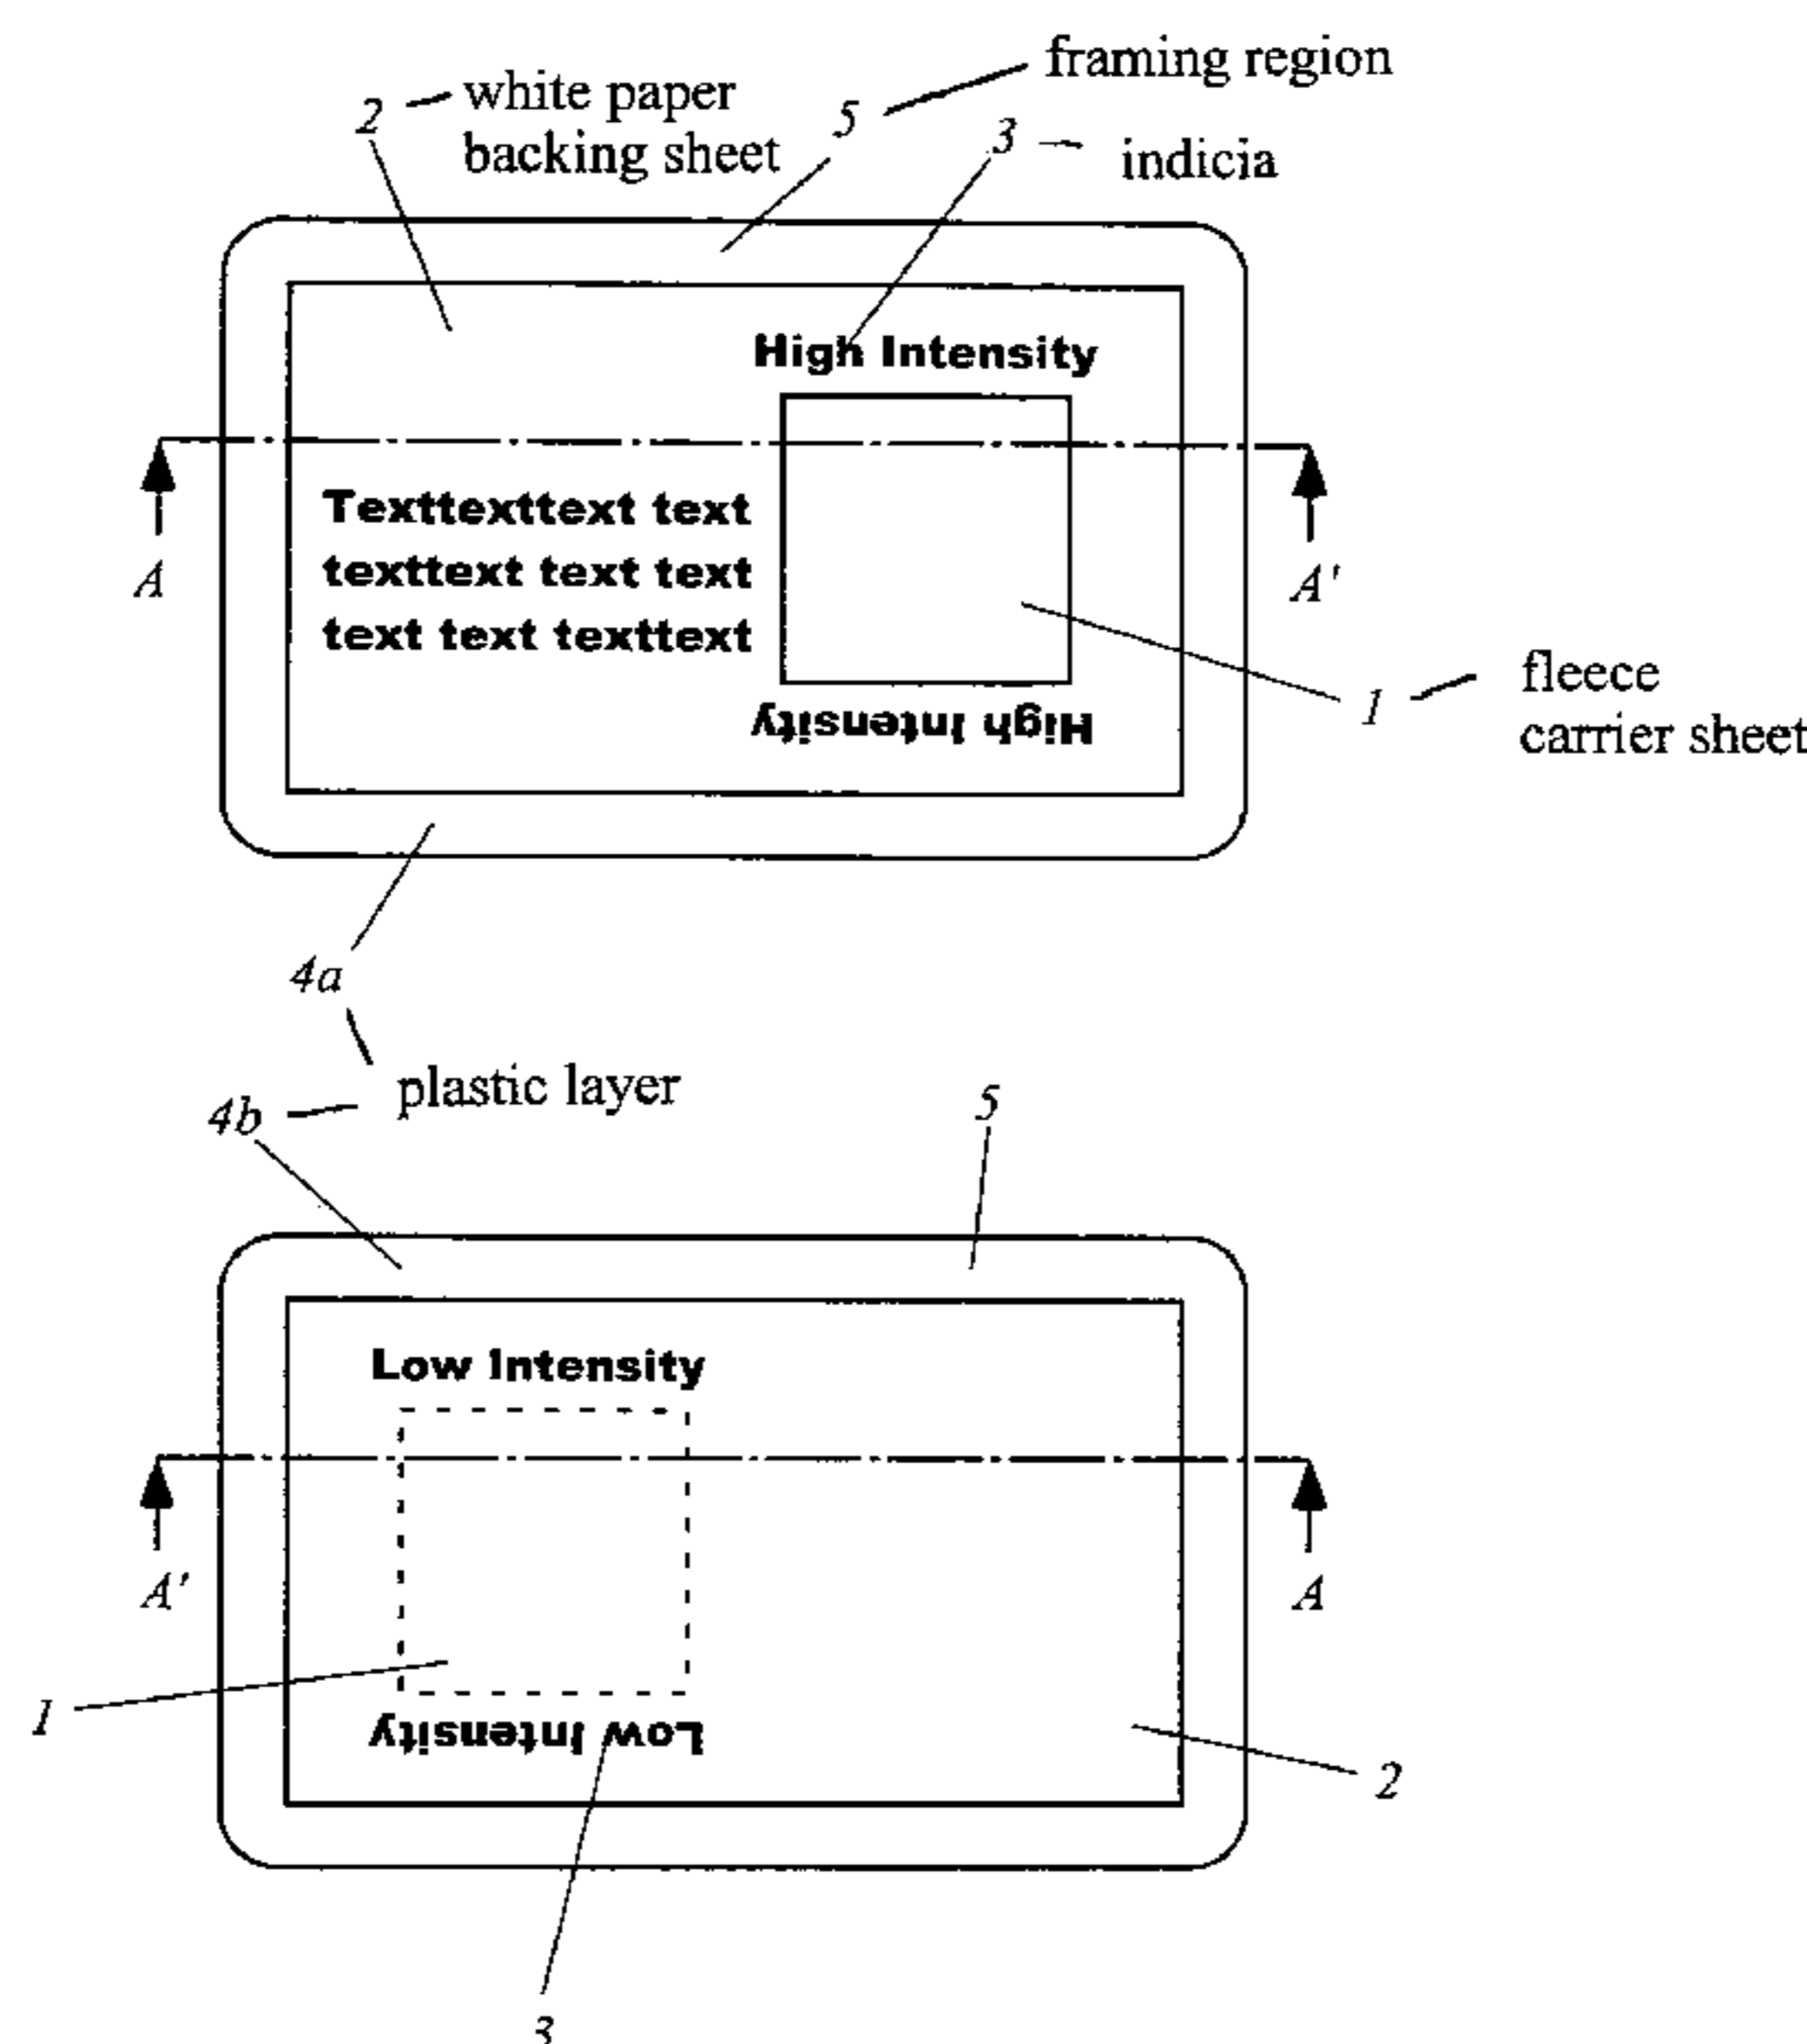 framing region
2 white paper
backing sheet
5
3 indicia
High Intensity
Texttexttext text
texttext text text
text text texttext
A
A'
1 fleece
carrier sheet
High Intensity
4a
plastic layer
4b
5
Low Intensity
A'
A
1
Low Intensity
2
3